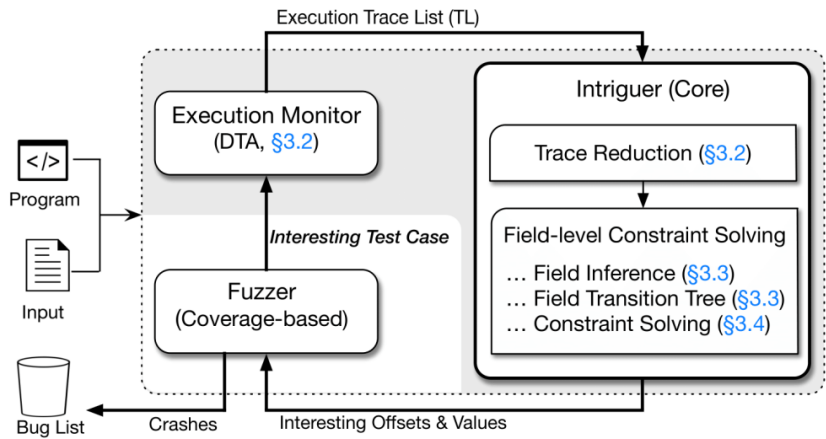 Execution Trace List (TL)
Execution Monitor
(DTA, §3.2)
Intriguer (Core)
Trace Reduction (§3.2)
</>
Program
Interesting Test Case
Field-level Constraint Solving
... Field Inference (§3.3)
... Field Transition Tree (§3.3)
... Constraint Solving (§3.4)
Input
Fuzzer
(Coverage-based)
Bug List
Crashes
Interesting Offsets & Values